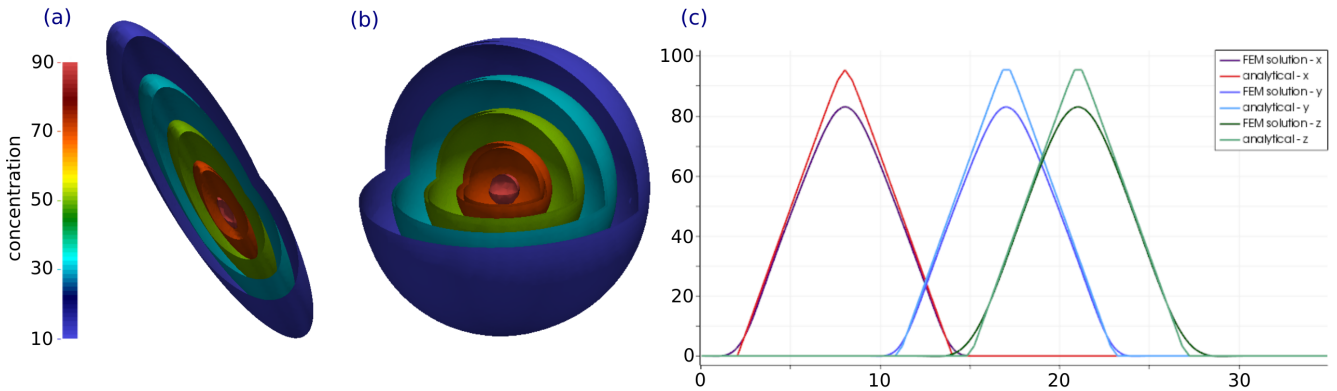 (a)
(b)
(c)
90
70
50
30
10
concentration
100
80
60
40
20
0
0
10
20
30
FEM solution - x
analytical - x
FEM solution - y
analytical - y
FEM solution - z
analytical - z